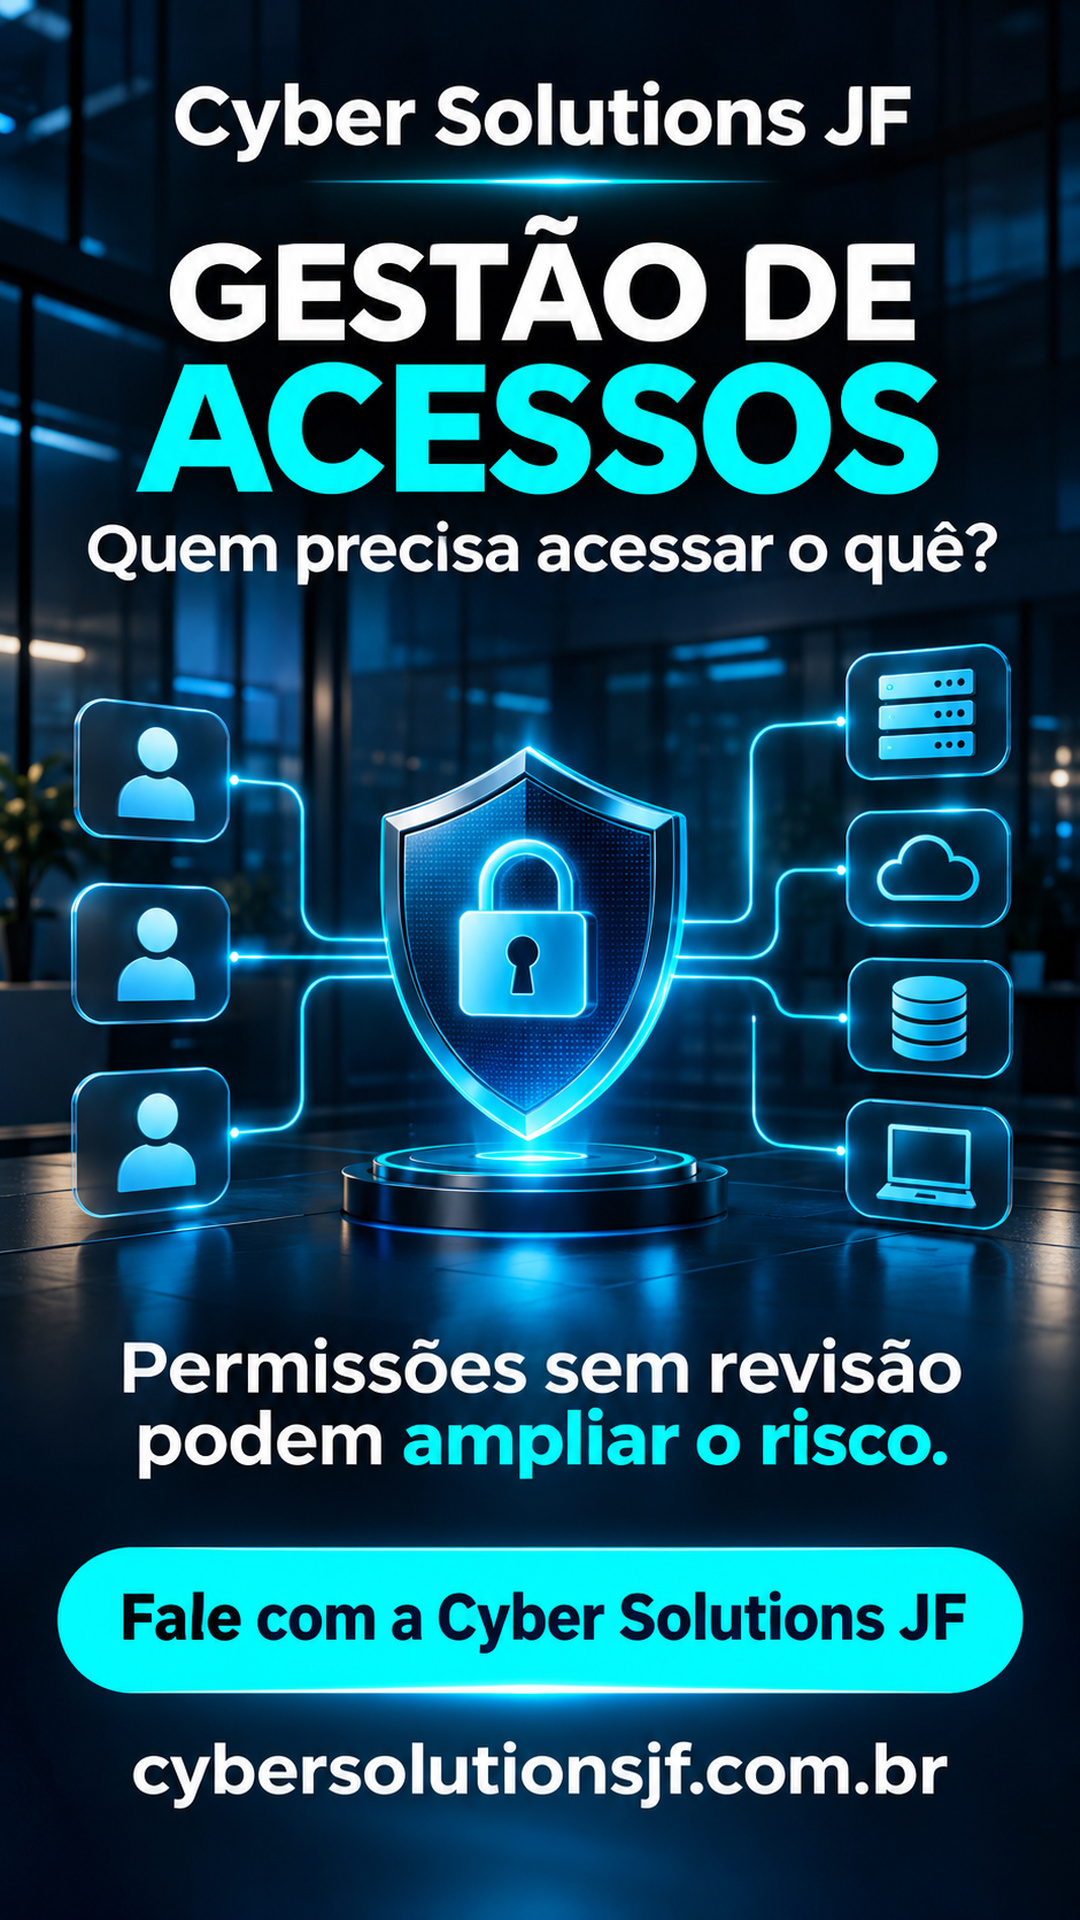 Cyber Solutions JF
GESTÃO DE
ACESSOS
Quem precisa acessar o quê?
Permissões sem revisão
podem ampliar o risco.
Fale com a Cyber Solutions JF
cybersolutionsjf.com.br